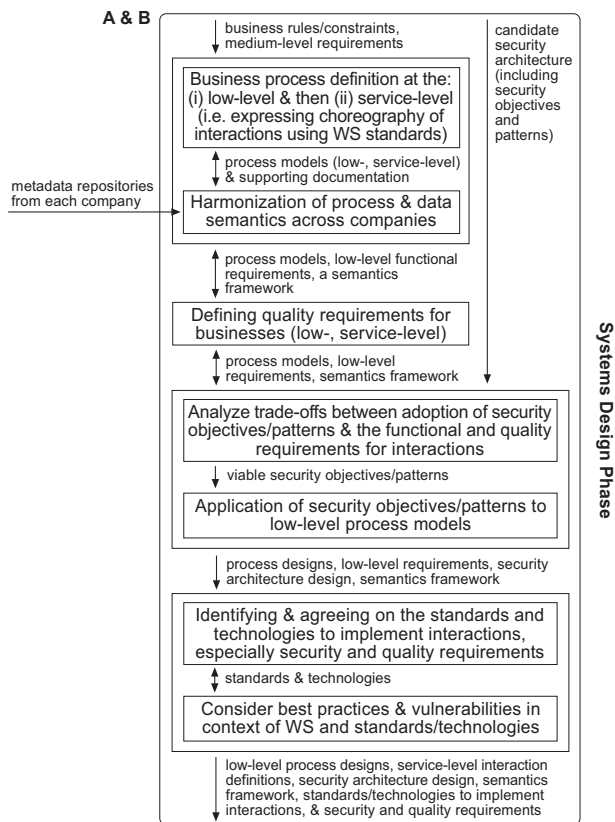 A & B
business rules/constraints,
medium-level requirements
candidate
security
architecture
(including
security
objectives
and
patterns)
Business process definition at the:
(i) low-level & then (ii) service-level
(i.e. expressing choreography of
interactions using WS standards)
process models (low-, service-level)
& supporting documentation
metadata repositories
from each company
Harmonization of process & data
semantics across companies
process models, low-level functional
requirements, a semantics
framework
Defining quality requirements for
businesses (low-, service-level)
process models, low-level
requirements, semantics framework
Systems Design Phase
Analyze trade-offs between adoption of security
objectives/patterns & the functional and quality
requirements for interactions
viable security objectives/patterns
Application of security objectives/patterns to
low-level process models
process designs, low-level requirements, security
architecture design, semantics framework
Identifying & agreeing on the standards and
technologies to implement interactions,
especially security and quality requirements
standards & technologies
Consider best practices & vulnerabilities in
context of WS and standards/technologies
low-level process designs, service-level interaction
definitions, security architecture design, semantics
framework, standards/technologies to implement
interactions, & security and quality requirements